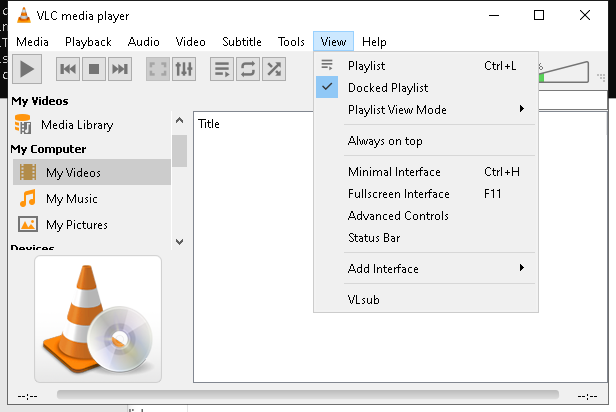 VLC media player
Media Playback Audio Video Subtitle Tools View Help
My Videos
Media Library
My Computer
My Videos
My Music
My Pictures
Devices
Title
Playlist Ctrl+L
Docked Playlist
Playlist View Mode
Always on top
Minimal Interface Ctrl+H
Fullscreen Interface F11
Advanced Controls
Status Bar
Add Interface
VLsub
%
--:-- --:--